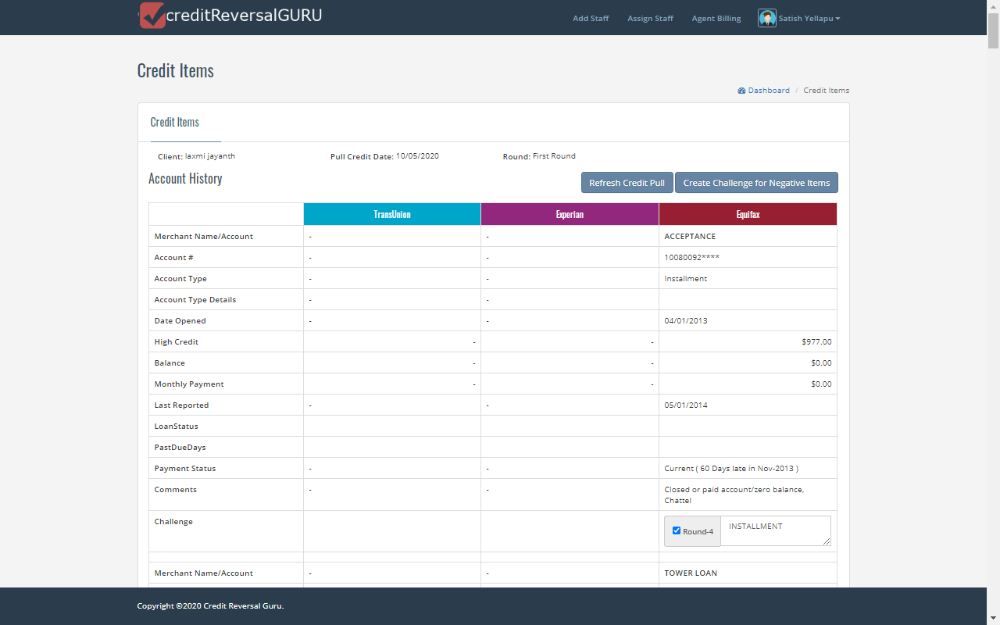 creditReversalGURU
Add Staff Assign Staff Agent Billing Satish Yellapu
Credit Items
Dashboard / Credit Items
Credit Items
Client: laxmi jayanth Pull Credit Date: 10/05/2020 Round: First Round
Account History
Refresh Credit Pull Create Challenge for Negative Items
TransUnion Experian Equifax
Merchant Name/Account - - ACCEPTANCE
Account # - - 10080092****
Account Type - - Installment
Account Type Details - -
Date Opened - - 04/01/2013
High Credit - - $977.00
Balance - - $0.00
Monthly Payment - - $0.00
Last Reported - - 05/01/2014
LoanStatus
PastDueDays
Payment Status - - Current ( 60 Days late in Nov-2013 )
Comments - - Closed or paid account/zero balance,
Chattel
Challenge Round-4 INSTALLMENT
Merchant Name/Account - - TOWER LOAN
Copyright ©2020 Credit Reversal Guru.